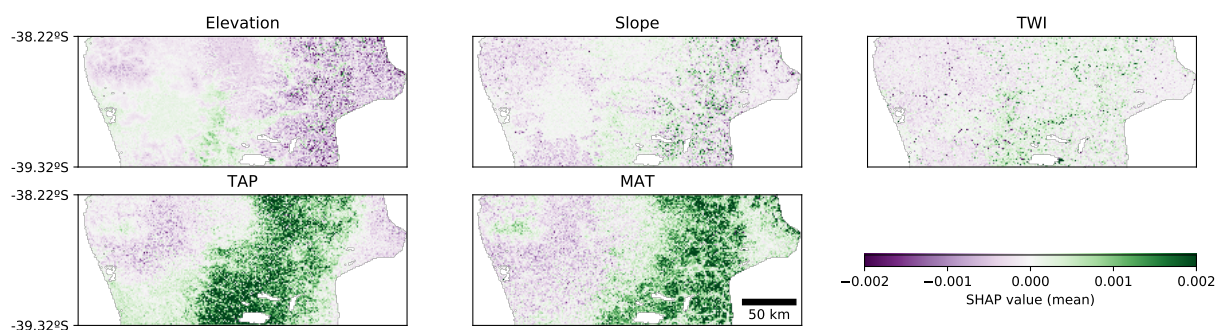 Elevation
Slope
TWI
-38.22ºS
-39.32ºS
TAP
MAT
-38.22ºS
-39.32ºS
50 km
−0.002 −0.001 0.000 0.001 0.002
SHAP value (mean)